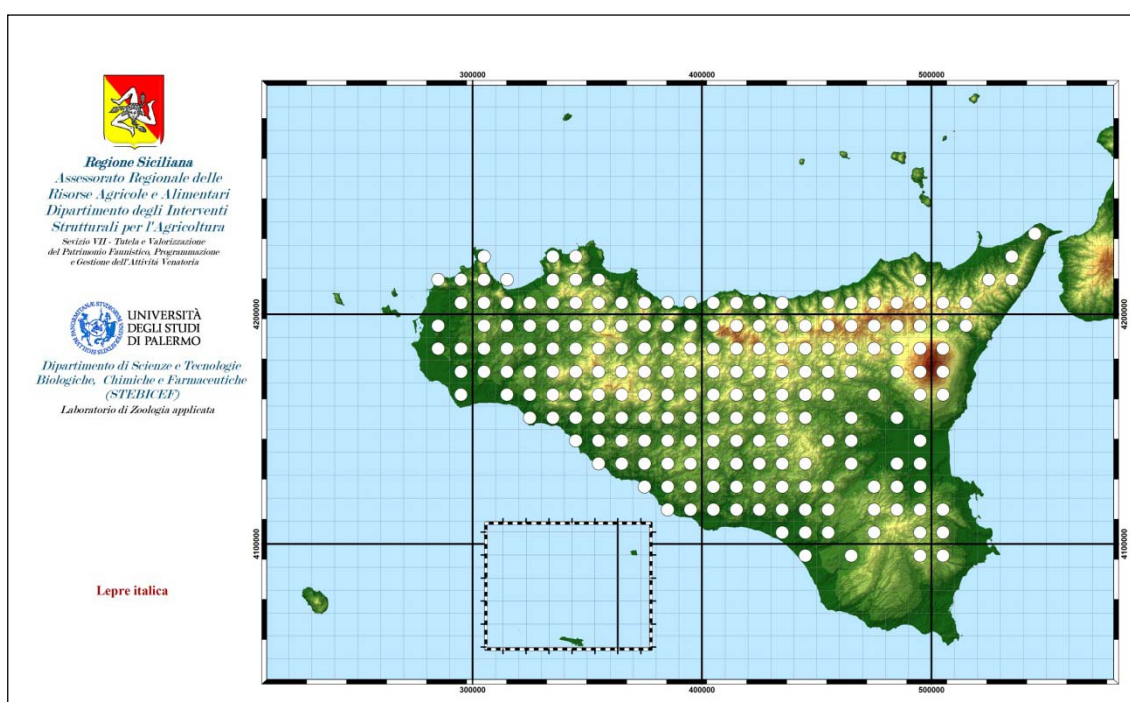 Regione Siciliana
Assessorato Regionale delle
Risorse Agricole e Alimentari
Dipartimento degli Interventi
Strutturali per l'Agricoltura
Sevizio VII - Tutela e Valorizzazione
del Patrimonio Faunistico, Programmazione
e Gestione dell'Attività Venatoria
UNIVERSITÀ
DEGLI STUDI
DI PALERMO
Dipartimento di Scienze e Tecnologie
Biologiche, Chimiche e Farmaceutiche
(STEBICEF)
Laboratorio di Zoologia applicata
Lepre italica
300000 400000 500000
4200000 4200000
4100000 4100000
300000 400000 500000